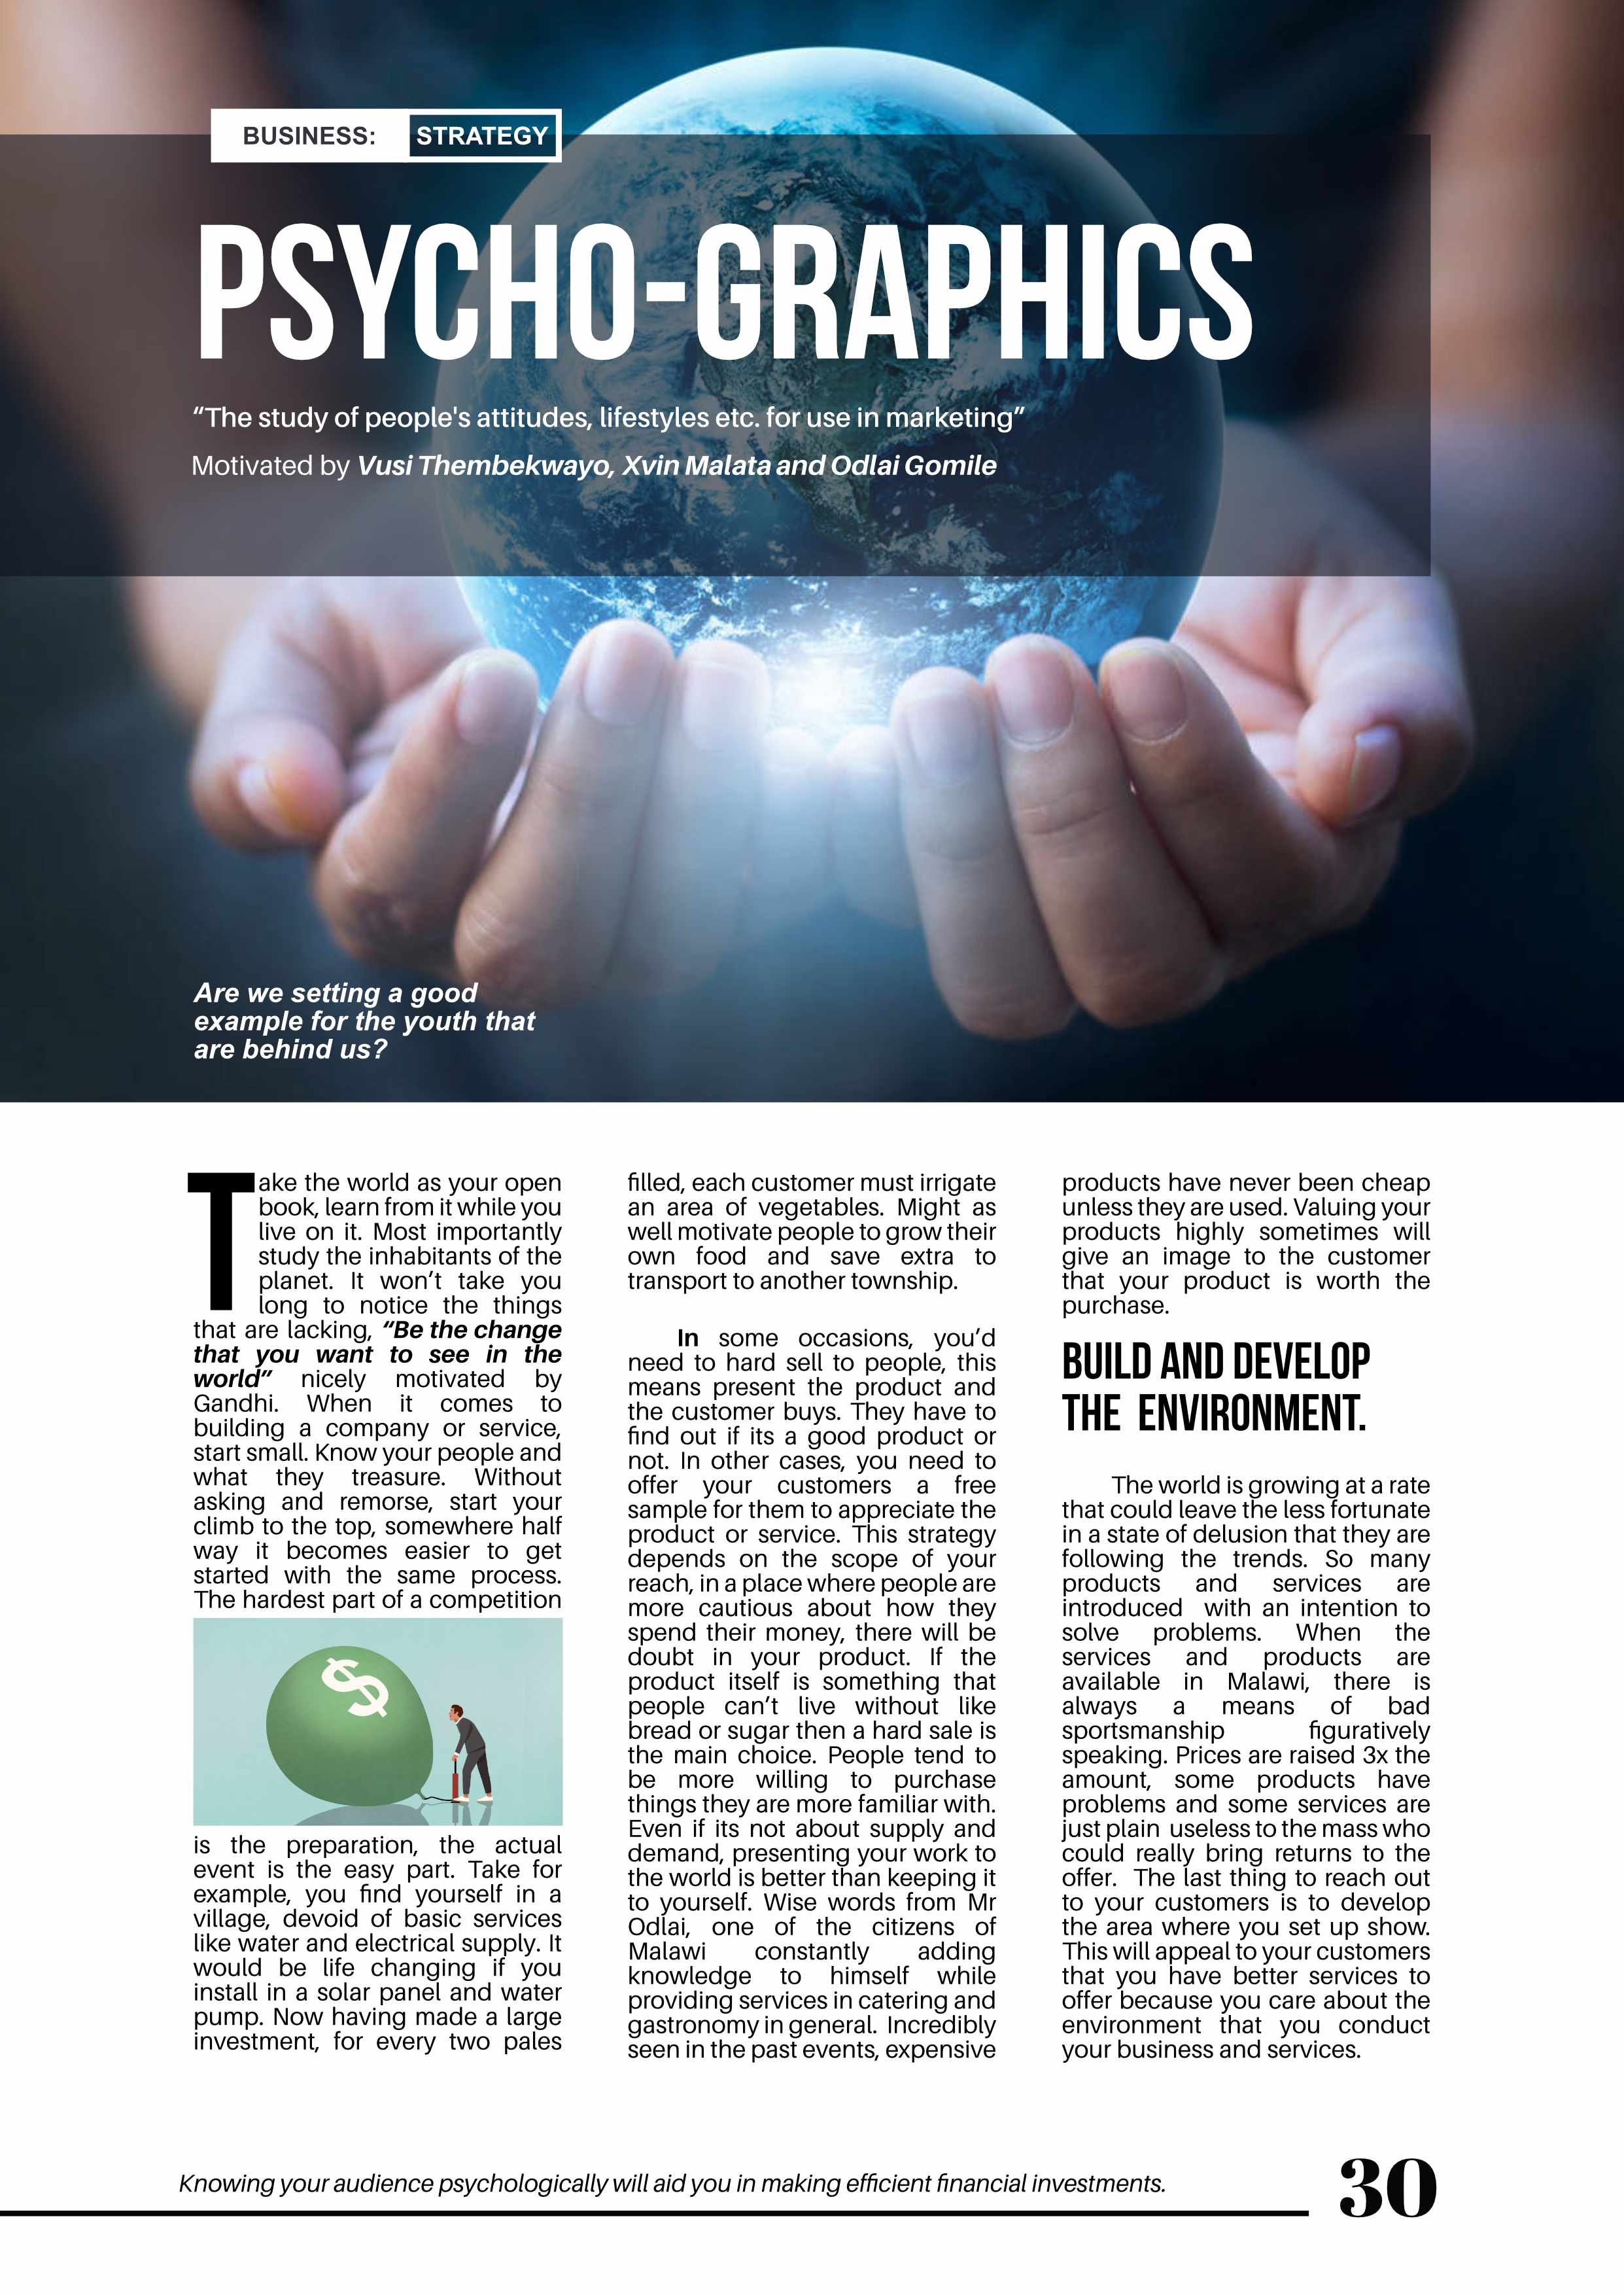 BUSINESS: STRATEGY
PSYCHO-GRAPHICS
“The study of people's attitudes, lifestyles etc. for use in marketing”
Motivated by Vusi Thembekwayo, Xvin Malata and Odlai Gomile
Are we setting a good
example for the youth that
are behind us?
Take the world as your open
book, learn from it while you
live on it. Most importantly
study the inhabitants of the
planet. It won’t take you
long to notice the things
that are lacking, “Be the change
that you want to see in the
world” nicely motivated by
Gandhi. When it comes to
building a company or service,
start small. Know your people and
what they treasure. Without
asking and remorse, start your
climb to the top, somewhere half
way it becomes easier to get
started with the same process.
The hardest part of a competition
$
is the preparation, the actual
event is the easy part. Take for
example, you find yourself in a
village, devoid of basic services
like water and electrical supply. It
would be life changing if you
install in a solar panel and water
pump. Now having made a large
investment, for every two pales
filled, each customer must irrigate
an area of vegetables. Might as
well motivate people to grow their
own food and save extra to
transport to another township.
In some occasions, you’d
need to hard sell to people, this
means present the product and
the customer buys. They have to
find out if its a good product or
not. In other cases, you need to
offer your customers a free
sample for them to appreciate the
product or service. This strategy
depends on the scope of your
reach, in a place where people are
more cautious about how they
spend their money, there will be
doubt in your product. If the
product itself is something that
people can’t live without like
bread or sugar then a hard sale is
the main choice. People tend to
be more willing to purchase
things they are more familiar with.
Even if its not about supply and
demand, presenting your work to
the world is better than keeping it
to yourself. Wise words from Mr
Odlai, one of the citizens of
Malawi constantly adding
knowledge to himself while
providing services in catering and
gastronomy in general. Incredibly
seen in the past events, expensive
products have never been cheap
unless they are used. Valuing your
products highly sometimes will
give an image to the customer
that your product is worth the
purchase.
BUILD AND DEVELOP
THE ENVIRONMENT.
The world is growing at a rate
that could leave the less fortunate
in a state of delusion that they are
following the trends. So many
products and services are
introduced with an intention to
solve problems. When the
services and products are
available in Malawi, there is
always a means of bad
sportsmanship figuratively
speaking. Prices are raised 3x the
amount, some products have
problems and some services are
just plain useless to the mass who
could really bring returns to the
offer. The last thing to reach out
to your customers is to develop
the area where you set up show.
This will appeal to your customers
that you have better services to
offer because you care about the
environment that you conduct
your business and services.
Knowing your audience psychologically will aid you in making efficient financial investments.
30